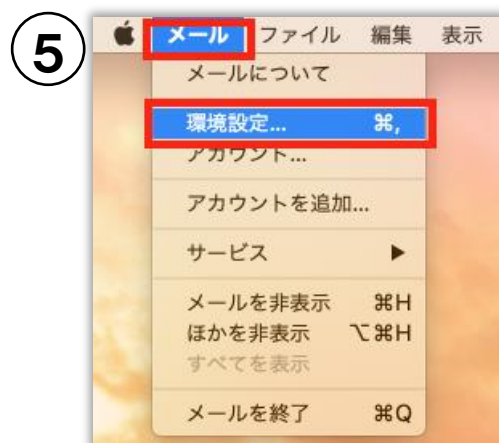 ⑤
メール ファイル 編集 表示
メールについて
環境設定... ⌘,
アカウント...
アカウントを追加...
サービス ▶
メールを非表示 ⌘H
ほかを非表示 ⌥⌘H
すべてを表示
メールを終了 ⌘Q